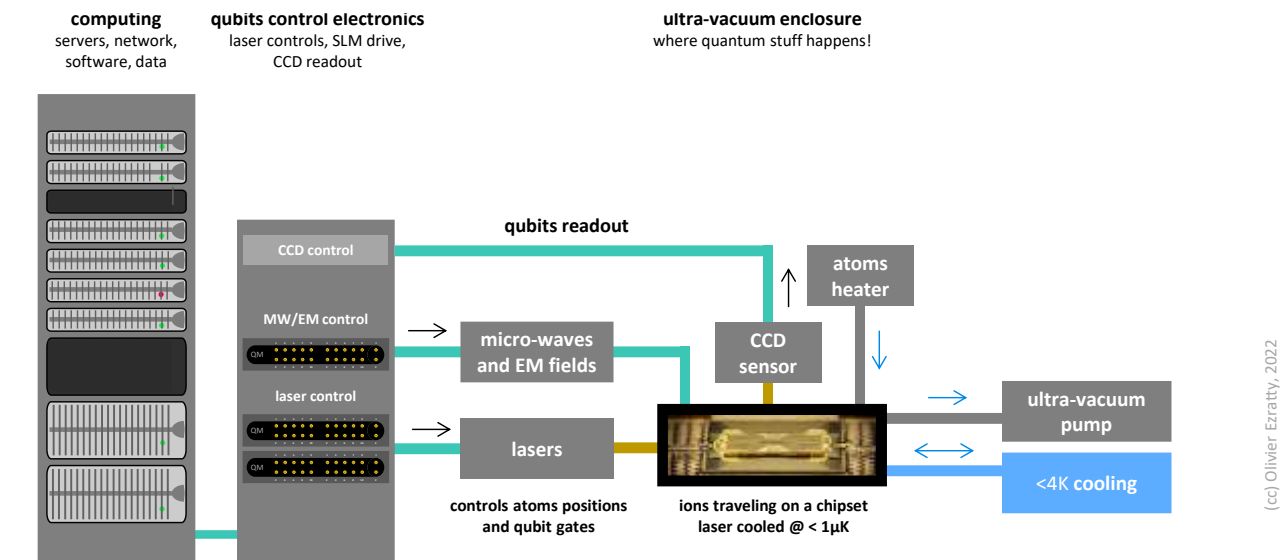 computing
servers, network,
software, data
qubits control electronics
laser controls, SLM drive,
CCD readout
ultra-vacuum enclosure
where quantum stuff happens!
qubits readout
CCD control
atoms
heater
MW/EM control
QM
micro-waves
and EM fields
CCD
sensor
laser control
QM
QM
lasers
ultra-vacuum
pump
<4K cooling
controls atoms positions
and qubit gates
ions traveling on a chipset
laser cooled @ < 1µK
(cc) Olivier Ezratty, 2022